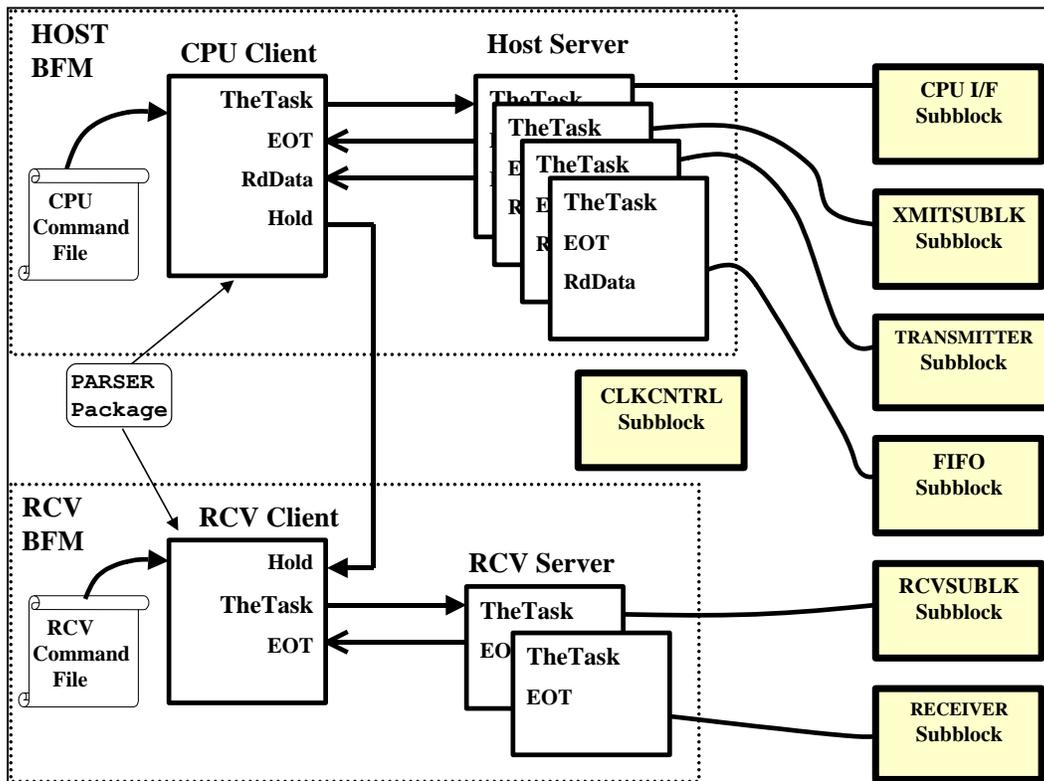 HOST
BFM
CPU Client
TheTask
EOT
RdData
Hold
CPU
Command
File
Host Server
TheTask
E
R
TheTask
E
R
TheTask
E
R
TheTask
EOT
RdData
CPU I/F
Subblock
XMITSUBLK
Subblock
TRANSMITTER
Subblock
FIFO
Subblock
PARSER
Package
CLKCNTRL
Subblock
RCV
BFM
RCV Client
Hold
TheTask
EOT
RCV
Command
File
RCV Server
TheTask
EO
TheTask
EOT
RCVSUBLK
Subblock
RECEIVER
Subblock